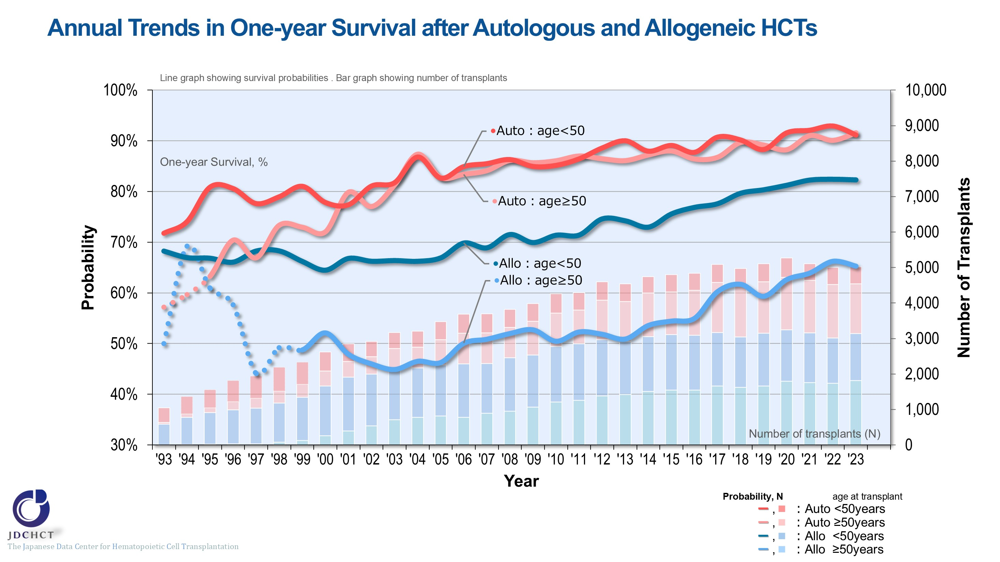 Annual Trends in One-year Survival after Autologous and Allogeneic HCTs
Line graph showing survival probabilities . Bar graph showing number of transplants
100%
90%
80%
70%
60%
50%
40%
30%
Probability
One-year Survival, %
•Auto : age<50
•Auto : age≥50
•Allo : age<50
•Allo : age≥50
10,000
9,000
8,000
7,000
6,000
5,000
4,000
3,000
2,000
1,000
0
Number of Transplants
Number of transplants (N)
'93 '94 '95 '96 '97 '98 '99 '00 '01 '02 '03 '04 '05 '06 '07 '08 '09 '10 '11 '12 '13 '14 '15 '16 '17 '18 '19 '20 '21 '22 '23
Year
Probability, N age at transplant
, : Auto <50years
, : Auto ≥50years
, : Allo <50years
, : Allo ≥50years
JDCHCT
The Japanese Data Center for Hematopoietic Cell Transplantation